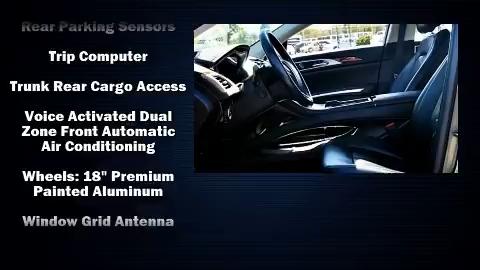 Rear Parking Sensors
Trip Computer
Trunk Rear Cargo Access
Voice Activated Dual
Zone Front Automatic
Air Conditioning
Wheels: 18" Premium
Painted Aluminum
Window Grid Antenna